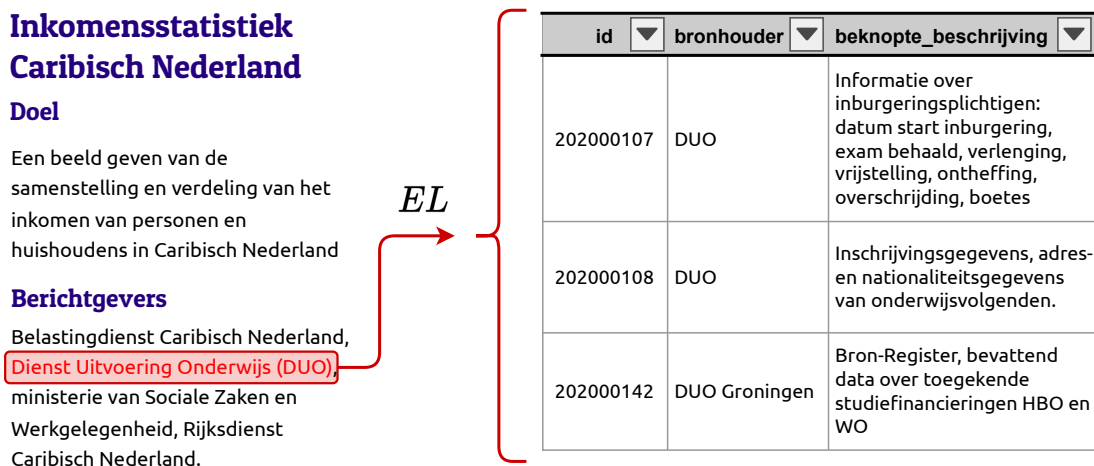 Inkomensstatistiek
Caribisch Nederland
Doel
Een beeld geven van de
samenstelling en verdeling van het
inkomen van personen en
huishoudens in Caribisch Nederland
Berichtgevers
Belastingdienst Caribisch Nederland,
Dienst Uitvoering Onderwijs (DUO),
ministerie van Sociale Zaken en
Werkgelegenheid, Rijksdienst
Caribisch Nederland.
EL
id bronhouder beknopte_beschrijving
202000107 DUO
Informatie over
inburgeringsplichtigen:
datum start inburgering,
exam behaald, verlenging,
vrijstelling, ontheffing,
overschrijding, boetes
202000108 DUO
Inschrijvingsgegevens, adres-
en nationaliteitsgegevens
van onderwijsvolgenden.
202000142 DUO Groningen
Bron-Register, bevattend
data over toegekende
studiefinancieringen HBO en
WO